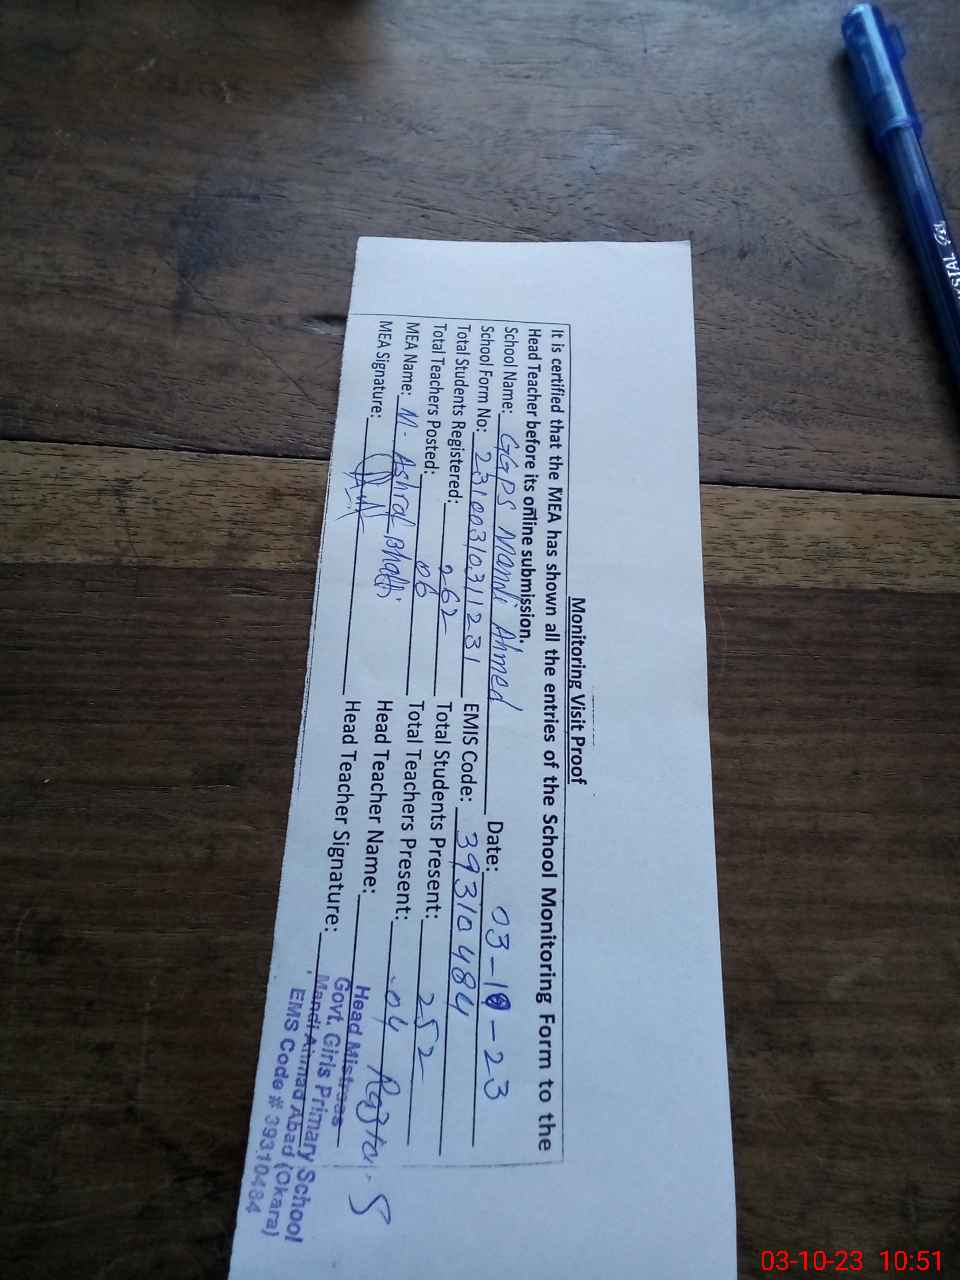 Monitoring Visit Proof
It is certified that the MEA has shown all the entries of the School Monitoring Form to the
Head Teacher before its online submission.
School Name: GGPS Mandi Ahmed Date: 03-10-23
School Form No: 23100310311231 EMIS Code: 39310484
Total Students Registered: 262 Total Students Present: 252
Total Teachers Posted: 06 Total Teachers Present: 04
MEA Name: M. Ashraf Bhatti Head Teacher Name:
MEA Signature: Head Teacher Signature:
Head Mistress
Govt. Girls Primary School
Mandi Ahmad Abad (Okara)
EMS Code # 39310484
03-10-23 10:51